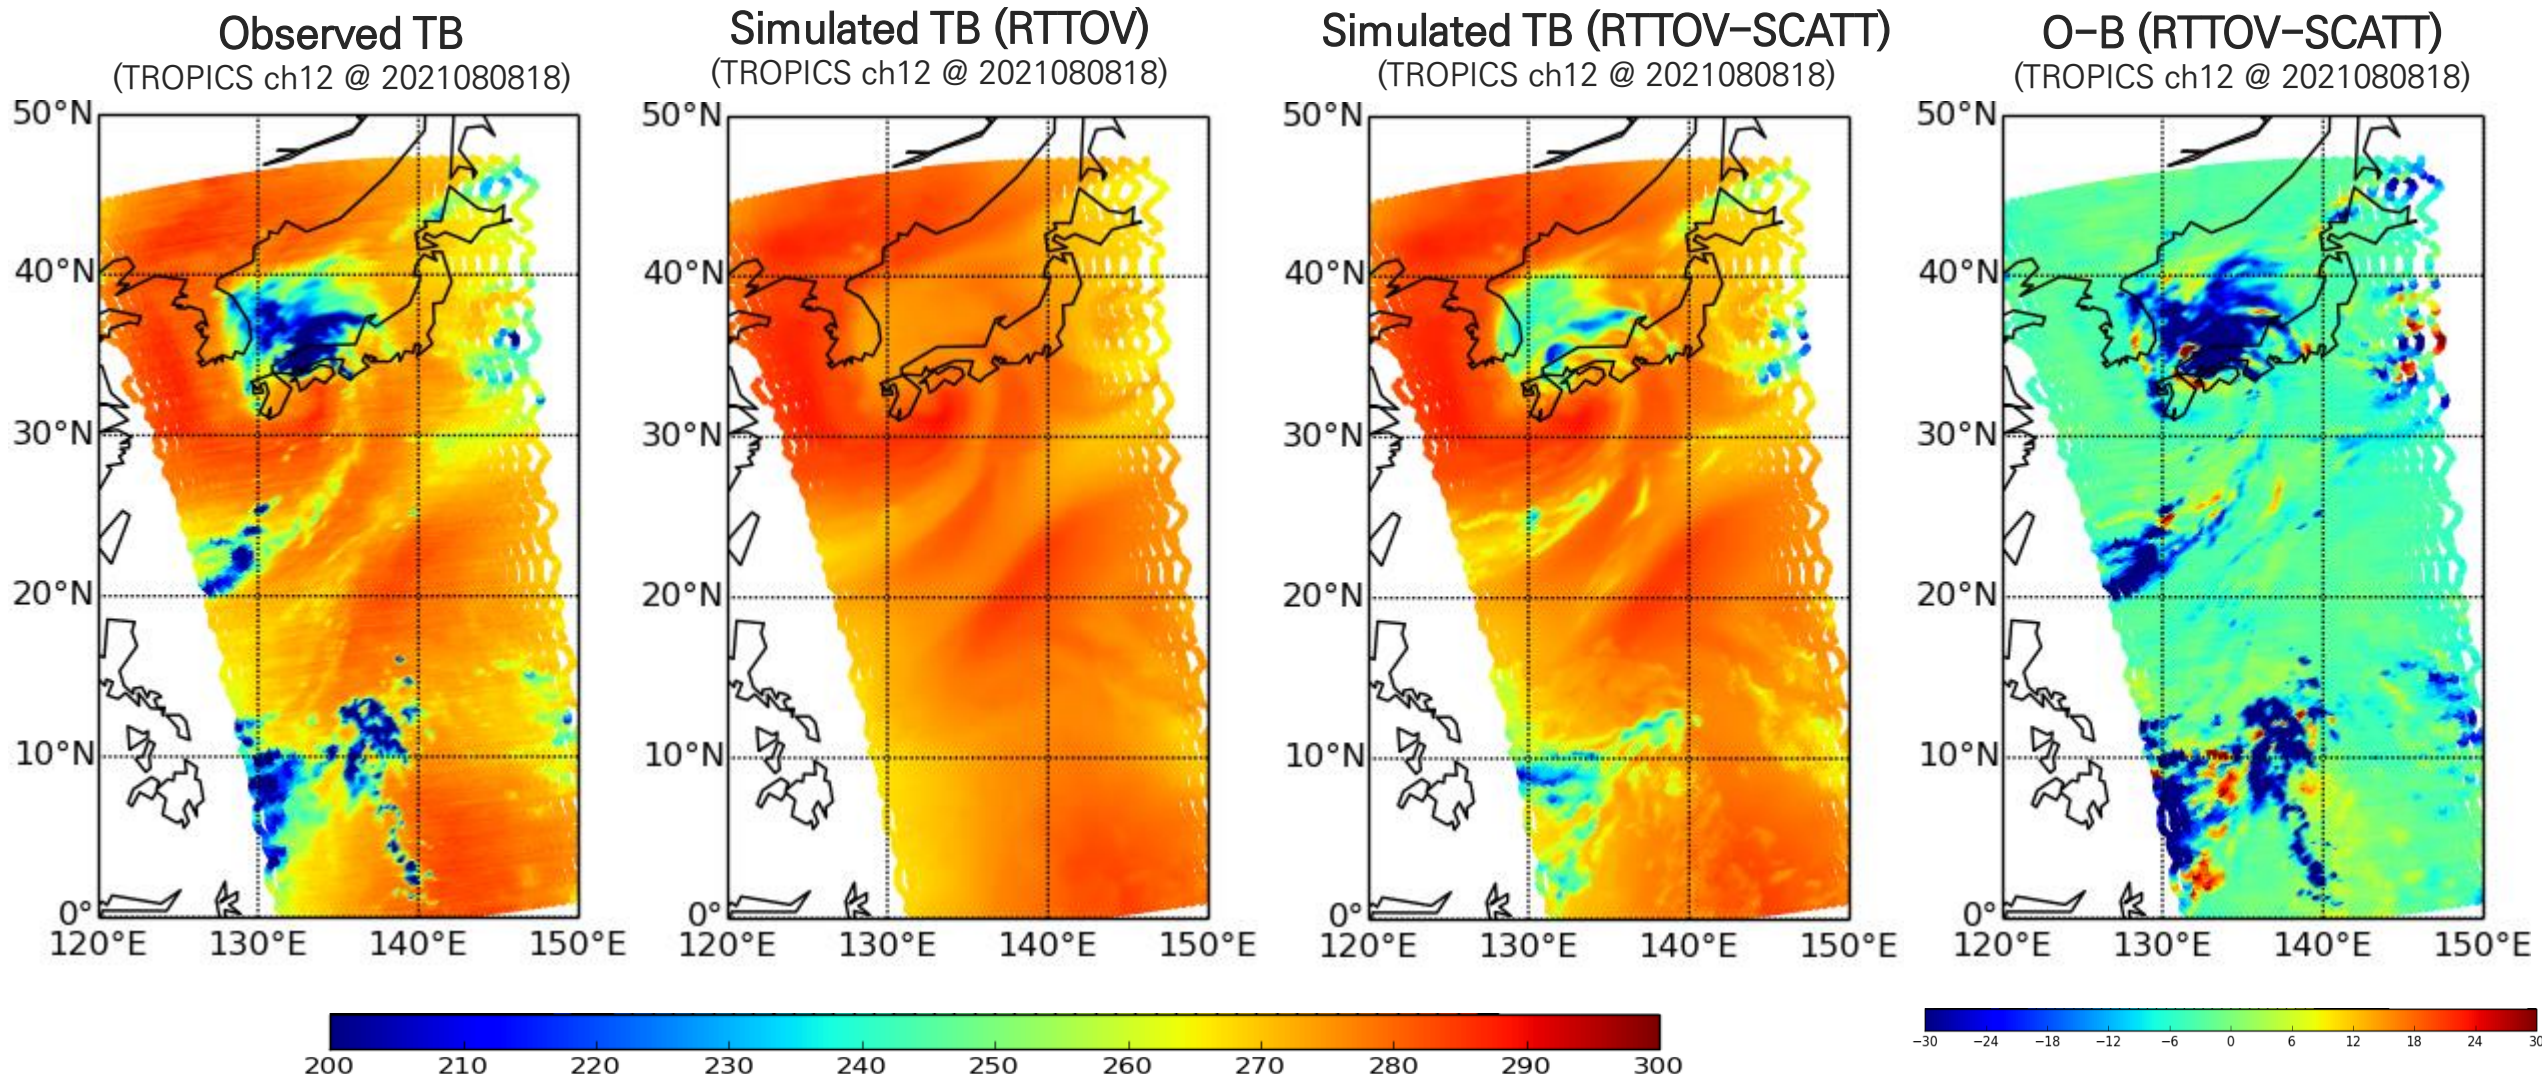 Observed TB
(TROPICS ch12 @ 2021080818)
Simulated TB (RTTOV)
(TROPICS ch12 @ 2021080818)
Simulated TB (RTTOV-SCATT)
(TROPICS ch12 @ 2021080818)
O-B (RTTOV-SCATT)
(TROPICS ch12 @ 2021080818)
50°N
40°N
30°N
20°N
10°N
0°
120°E 130°E 140°E 150°E
50°N
40°N
30°N
20°N
10°N
0°
120°E 130°E 140°E 150°E
50°N
40°N
30°N
20°N
10°N
0°
120°E 130°E 140°E 150°E
50°N
40°N
30°N
20°N
10°N
0°
120°E 130°E 140°E 150°E
200 210 220 230 240 250 260 270 280 290 300
−30 −24 −18 −12 −6 0 6 12 18 24 30